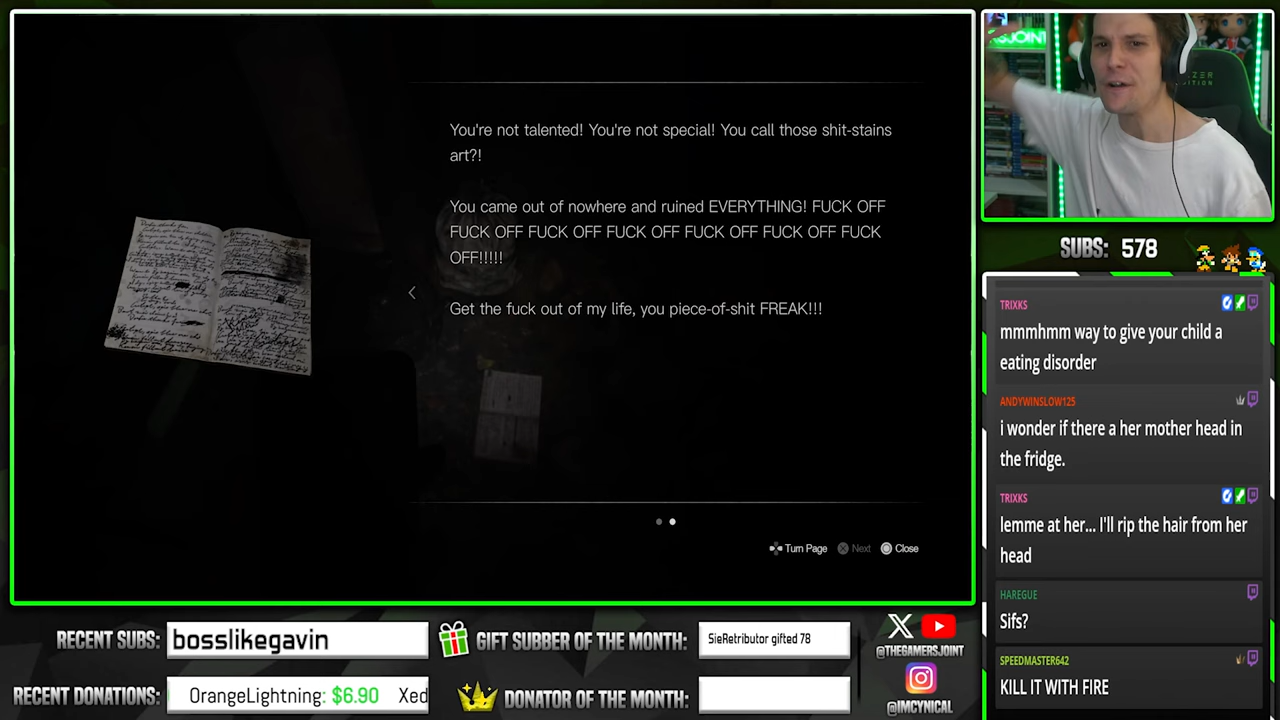 You're not talented! You're not special! You call those shit-stains
art?!
You came out of nowhere and ruined EVERYTHING! FUCK OFF
FUCK OFF FUCK OFF FUCK OFF FUCK OFF FUCK OFF FUCK
OFF!!!!!
Get the fuck out of my life, you piece-of-shit FREAK!!!
Turn Page
Next
Close
SUBS: 578
TRIXKS
mmmhmm way to give your child a
eating disorder
ANDYWINSLOW125
i wonder if there a her mother head in
the fridge.
TRIXKS
lemme at her... I'll rip the hair from her
head
HAREGUE
Sifs?
SPEEDMASTER642
KILL IT WITH FIRE
RECENT SUBS: bosslikegavin
GIFT SUBBER OF THE MONTH: SieRetributor gifted 78
@THEGAMERSJOINT
RECENT DONATIONS: OrangeLightning: $6.90 Xed
DONATOR OF THE MONTH:
@IMCYNICAL